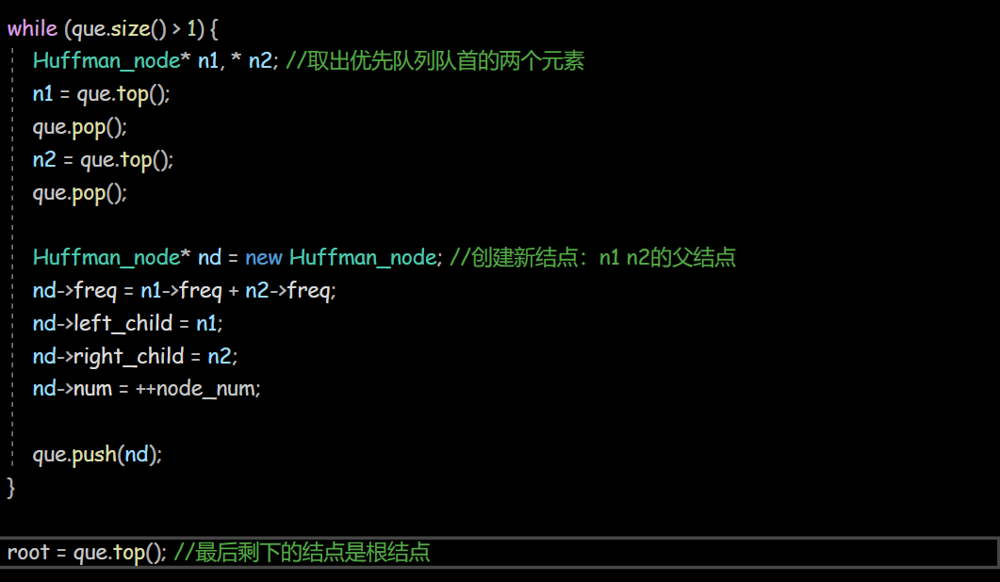 while (que.size() > 1) {
Huffman_node* n1, * n2; //取出优先队列队首的两个元素
n1 = que.top();
que.pop();
n2 = que.top();
que.pop();
Huffman_node* nd = new Huffman_node; //创建新结点：n1 n2的父结点
nd->freq = n1->freq + n2->freq;
nd->left_child = n1;
nd->right_child = n2;
nd->num = ++node_num;
que.push(nd);
}
root = que.top(); //最后剩下的结点是根结点